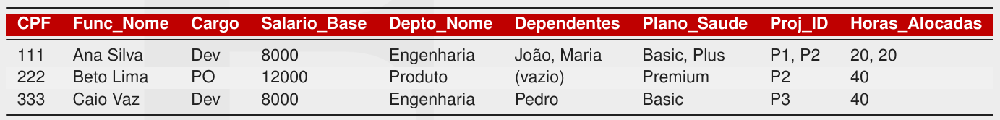 CPF Func_Nome Cargo Salario_Base Depto_Nome Dependentes Plano_Saude Proj_ID Horas_Alocadas
111 Ana Silva Dev 8000 Engenharia João, Maria Basic, Plus P1, P2 20, 20
222 Beto Lima PO 12000 Produto (vazio) Premium P2 40
333 Caio Vaz Dev 8000 Engenharia Pedro Basic P3 40